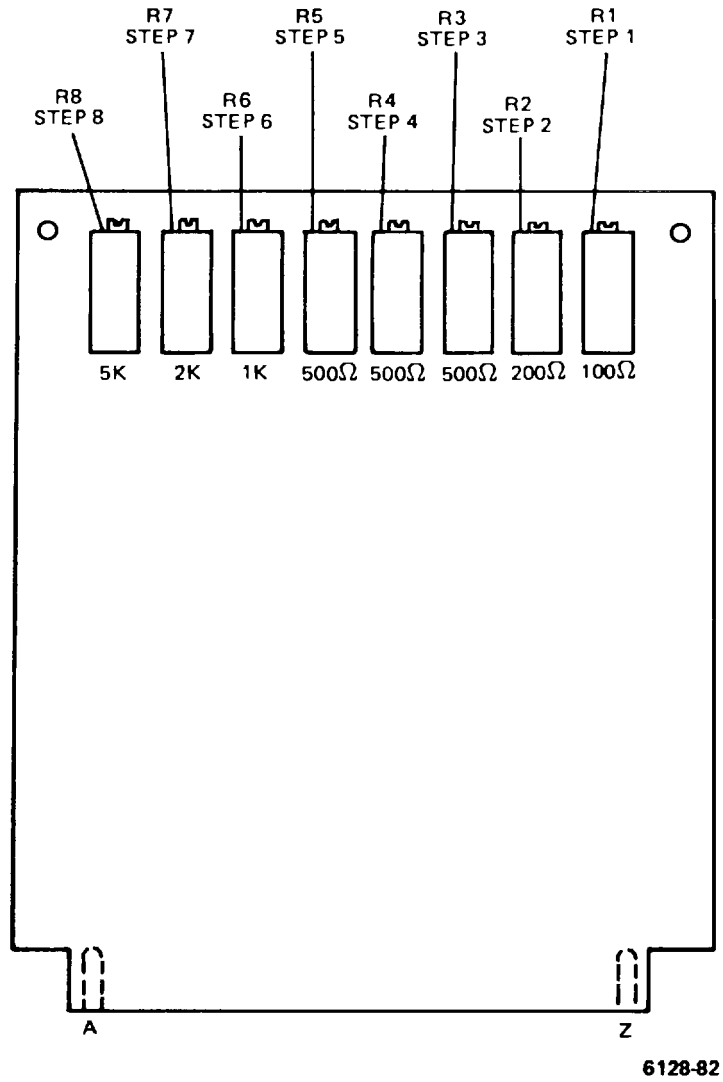 R7
STEP 7
R5
STEP 5
R3
STEP 3
R1
STEP 1
R8
STEP 8
R6
STEP 6
R4
STEP 4
R2
STEP 2
5K
2K
1K
500Ω
500Ω
500Ω
200Ω
100Ω
A
Z
6128-82